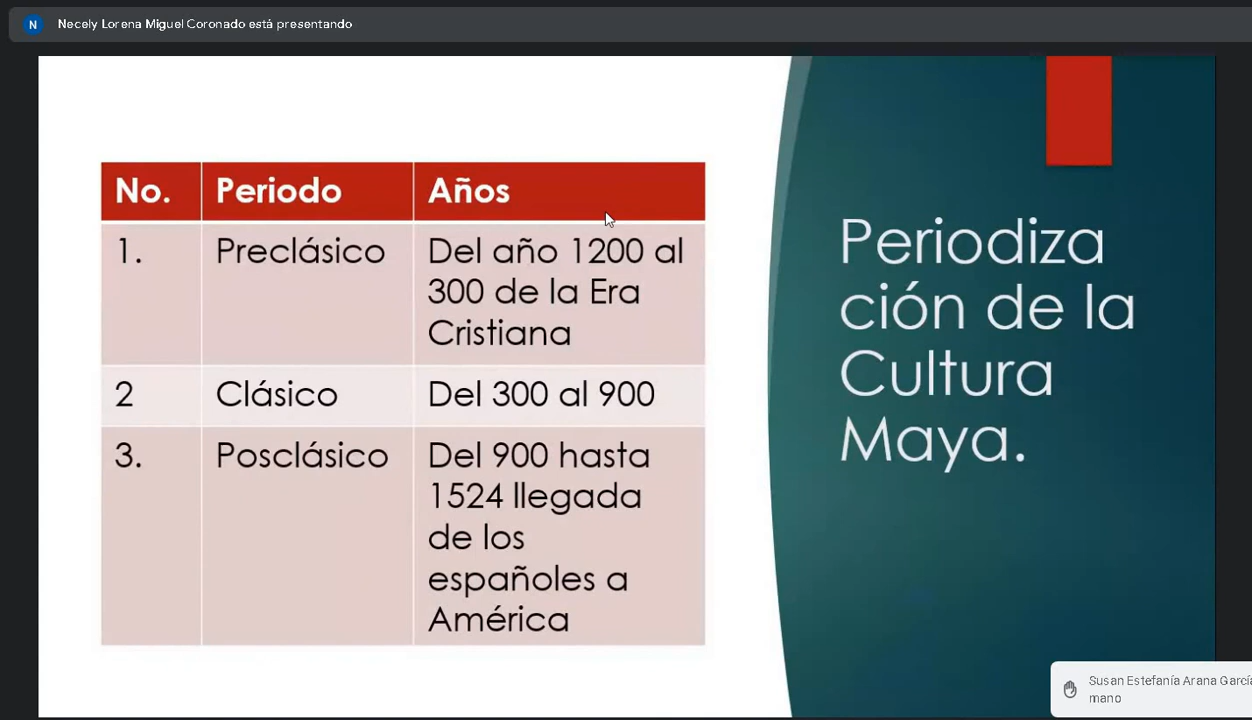 N Necely Lorena Miguel Coronado está presentando
No. Periodo Años
1. Preclásico Del año 1200 al
300 de la Era
Cristiana
2 Clásico Del 300 al 900
3. Posclásico Del 900 hasta
1524 llegada
de los
españoles a
América
Periodiza
ción de la
Cultura
Maya.
Susan Estefanía Arana García
mano